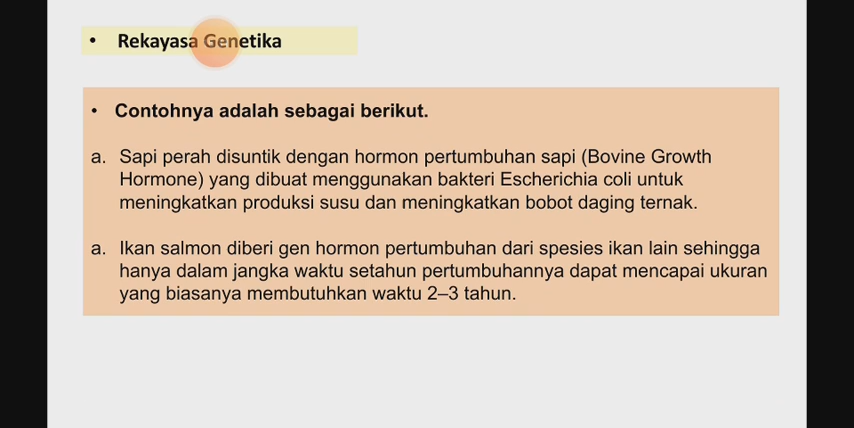 • Rekayasa Genetika
• Contohnya adalah sebagai berikut.
a. Sapi perah disuntik dengan hormon pertumbuhan sapi (Bovine Growth
Hormone) yang dibuat menggunakan bakteri Escherichia coli untuk
meningkatkan produksi susu dan meningkatkan bobot daging ternak.
a. Ikan salmon diberi gen hormon pertumbuhan dari spesies ikan lain sehingga
hanya dalam jangka waktu setahun pertumbuhannya dapat mencapai ukuran
yang biasanya membutuhkan waktu 2–3 tahun.